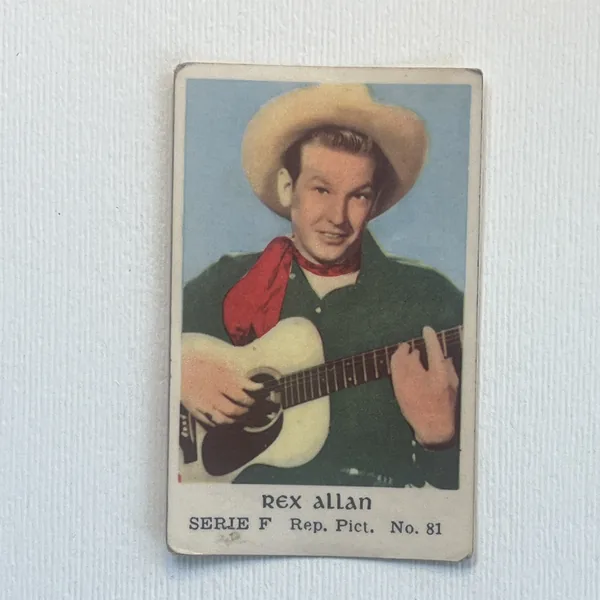 REX ALLAN
SERIE F Rep. Pict. No. 81